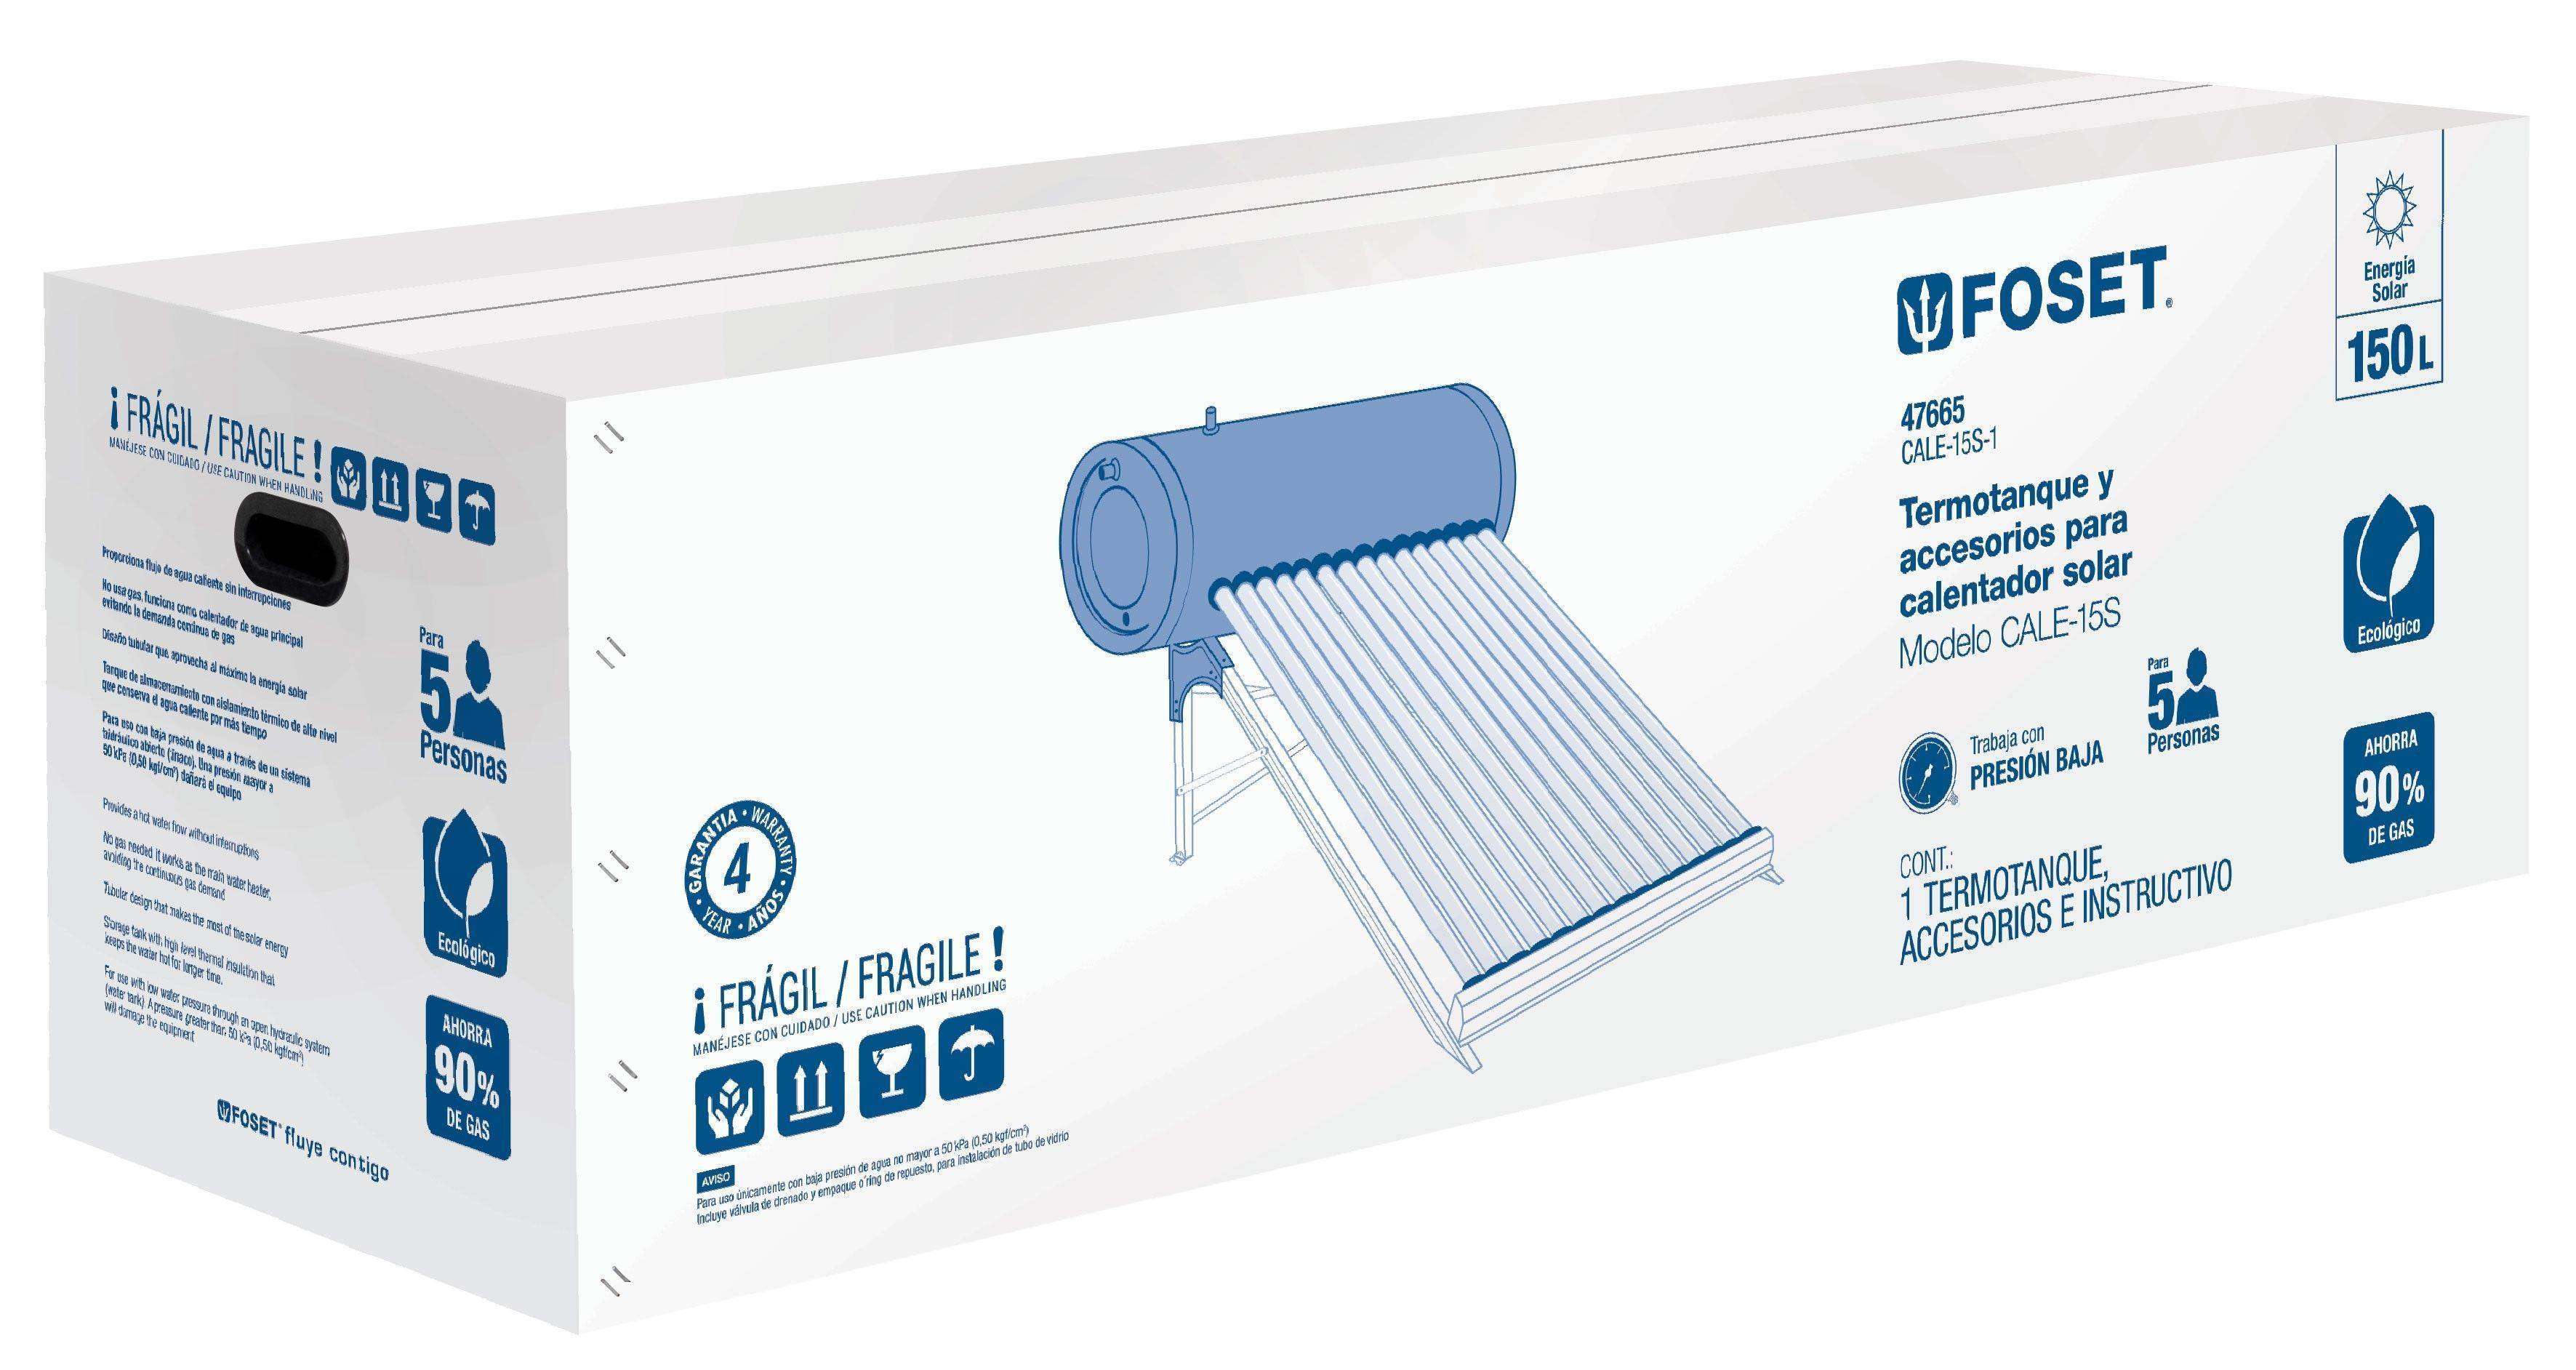 ¡ FRÁGIL / FRAGILE !
MANÉJESE CON CUIDADO / USE CAUTION WHEN HANDLING
Proporciona flujo de agua caliente sin interrupciones
No usa gas, funciona como calentador de agua principal
evitando la demanda continua de gas
Diseño tubular que aprovecha al máximo la energía solar
Tanque de almacenamiento con aislamiento térmico de alto nivel
que conserva el agua caliente por más tiempo
Para uso con baja presión de agua a través de un sistema
hidráulico abierto (tinaco). Una presión mayor a
50 kPa (0,50 kgf/cm²) dañará el equipo
Provides a hot water flow without interruptions
No gas needed it works as the main water heater,
avoiding the continuous gas demand
Tubular design that makes the most of the solar energy
Storage tank with high level thermal insulation that
keeps the water hot for longer time.
For use with low water pressure through an open hydraulic system
(water tank). A pressure greater than 50 kPa (0,50 kgf/cm²)
will damage the equipment
Para
5
Personas
Ecológico
AHORRA
90%
DE GAS
FOSET® fluye contigo
GARANTIA • WARRANTY •
4
YEAR • AÑOS •
¡ FRÁGIL / FRAGILE !
MANÉJESE CON CUIDADO / USE CAUTION WHEN HANDLING
AVISO
Para uso únicamente con baja presión de agua no mayor a 50 kPa (0,50 kgf/cm²)
Incluye válvula de drenado y empaque o'ring de repuesto, para instalación de tubo de vidrio
FOSET®
47665
CALE-15S-1
Termotanque y
accesorios para
calentador solar
Modelo CALE-15S
Trabaja con
PRESIÓN BAJA
Para
5
Personas
CONT.:
1 TERMOTANQUE,
ACCESORIOS E INSTRUCTIVO
Energía
Solar
150 L
Ecológico
AHORRA
90%
DE GAS